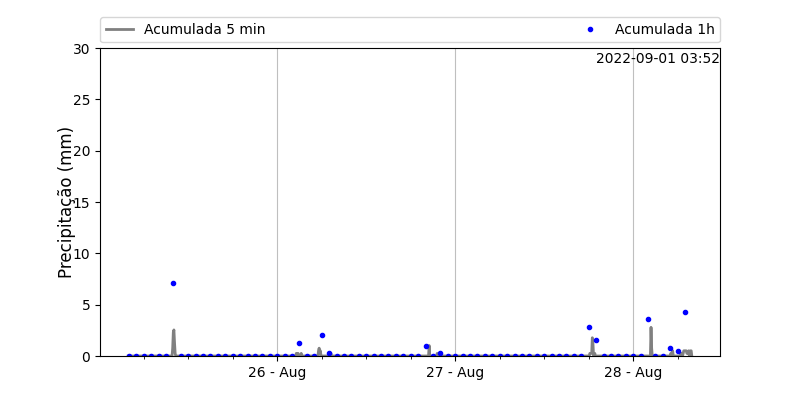 Acumulada 5 min
Acumulada 1h
2022-09-01 03:52
Precipitação (mm)
30
25
20
15
10
5
0
26 - Aug
27 - Aug
28 - Aug